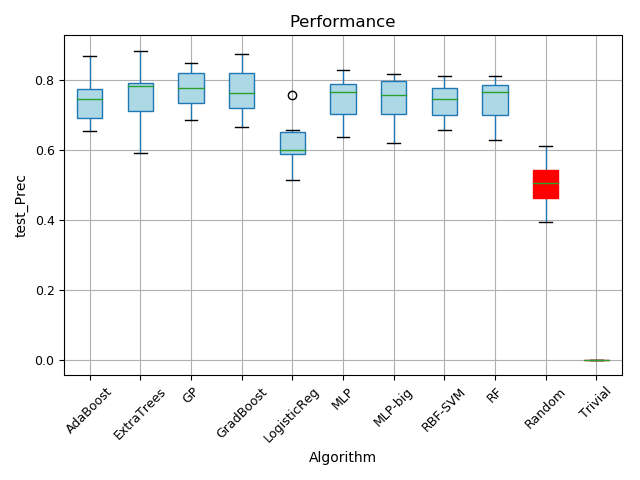 Performance
test_Prec
0.8
0.6
0.4
0.2
0.0
AdaBoost
ExtraTrees
GP
GradBoost
LogisticReg
MLP
MLP-big
RBF-SVM
RF
Random
Trivial
Algorithm